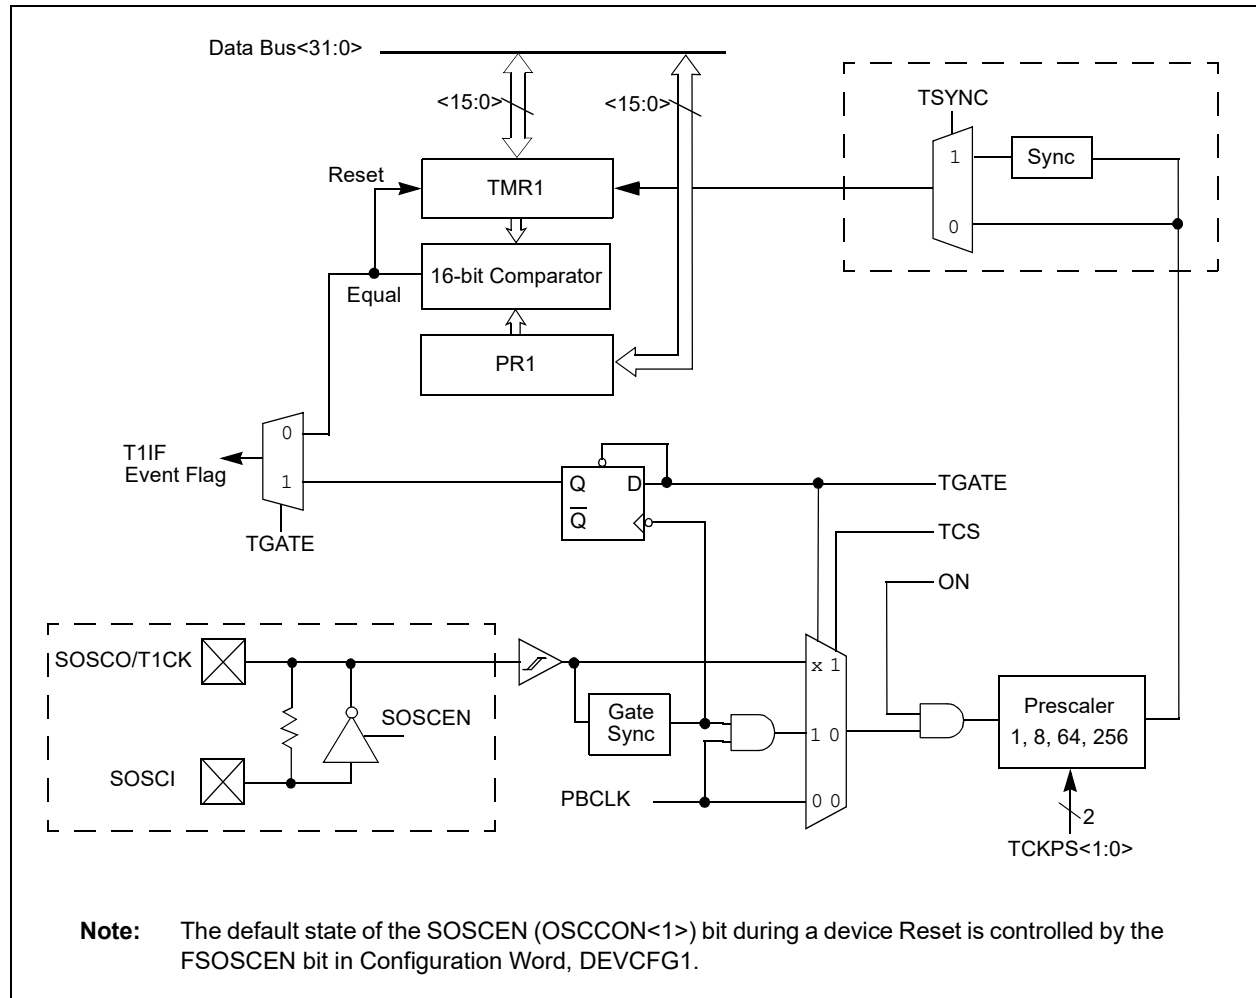 Data Bus<31:0>
<15:0>
<15:0>
TSYNC
1
Sync
0
Reset
TMR1
16-bit Comparator
Equal
PR1
0
T1IF
Event Flag
1
TGATE
Q
D
Q̅
TGATE
TCS
ON
SOSCO/T1CK
SOSCEN
SOSCI
Gate
Sync
PBCLK
x 1
1 0
0 0
Prescaler
1, 8, 64, 256
2
TCKPS<1:0>
Note: The default state of the SOSCEN (OSCCON<1>) bit during a device Reset is controlled by the
FSOSCEN bit in Configuration Word, DEVCFG1.